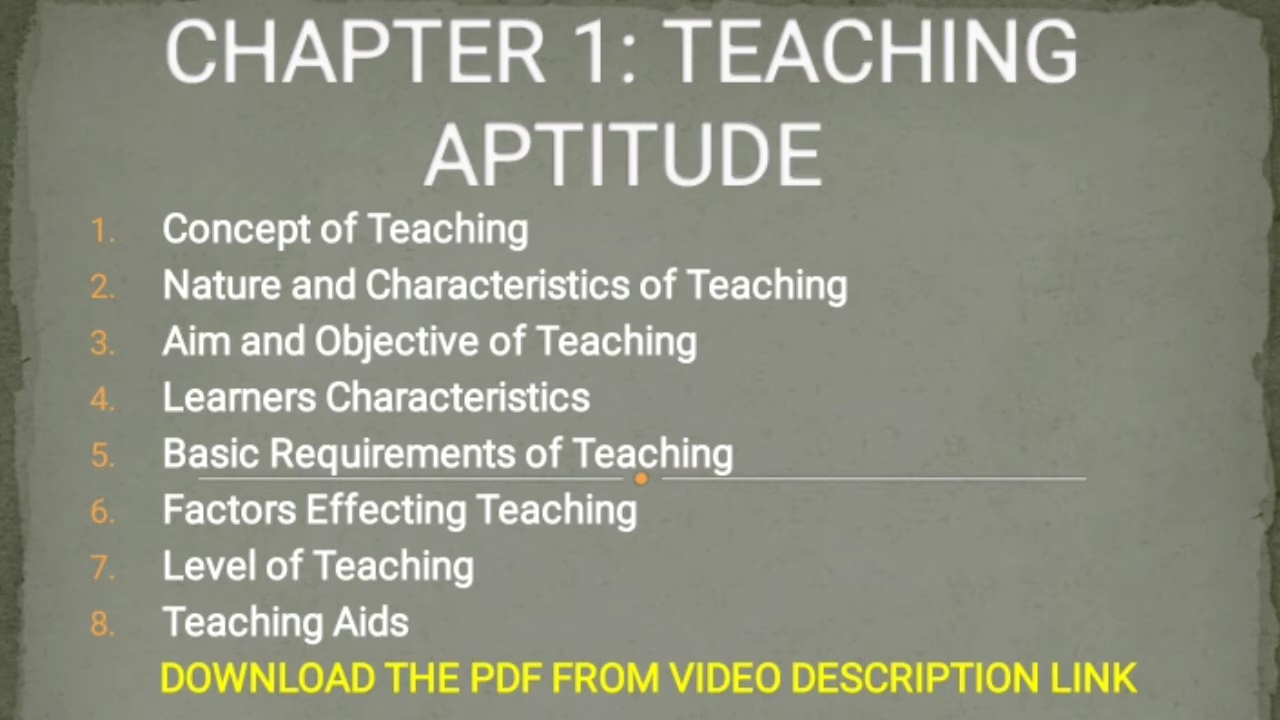 CHAPTER 1: TEACHING
APTITUDE
1. Concept of Teaching
2. Nature and Characteristics of Teaching
3. Aim and Objective of Teaching
4. Learners Characteristics
5. Basic Requirements of Teaching
6. Factors Effecting Teaching
7. Level of Teaching
8. Teaching Aids
DOWNLOAD THE PDF FROM VIDEO DESCRIPTION LINK